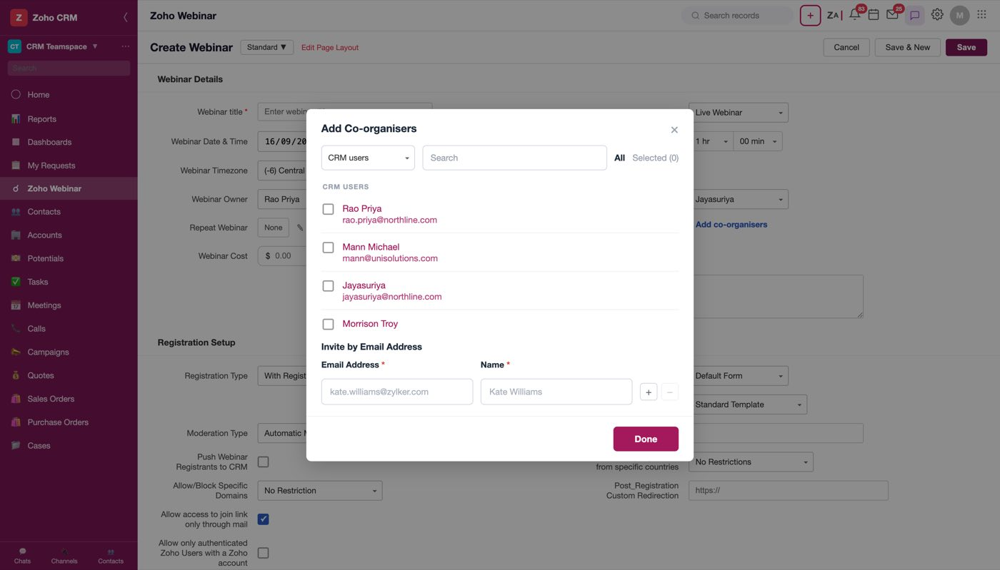 Z Zoho CRM
CT CRM Teamspace ▼ ...
Search
Home
Reports
Dashboards
My Requests
Zoho Webinar
Contacts
Accounts
Potentials
Tasks
17 Meetings
Calls
Campaigns
Quotes
Sales Orders
Purchase Orders
Cases
Chats
Channels
Contacts
Zoho Webinar
Search records
+
ZA
83
25
M
Create Webinar
Standard ▼
Edit Page Layout
Cancel
Save & New
Save
Webinar Details
Webinar title *
Enter webin
Live Webinar
Webinar Date & Time
16/09/20
1 hr
00 min
Webinar Timezone
(-6) Central
Webinar Owner
Rao Priya
Jayasuriya
Repeat Webinar
None
Add co-organisers
Webinar Cost
$ 0.00
Registration Setup
Registration Type
With Regist
Default Form
Standard Template
Moderation Type
Automatic M
Push Webinar
Registrants to CRM
from specific countries
No Restrictions
Allow/Block Specific
Domains
No Restriction
Post_Registration
Custom Redirection
https://
Allow access to join link
only through mail
Allow only authenticated
Zoho Users with a Zoho
account
Add Co-organisers
×
CRM users
Search
All
Selected (0)
CRM USERS
Rao Priya
rao.priya@northline.com
Mann Michael
mann@unisolutions.com
Jayasuriya
jayasuriya@northline.com
Morrison Troy
Invite by Email Address
Email Address *
Name *
kate.williams@zylker.com
Kate Williams
+
−
Done